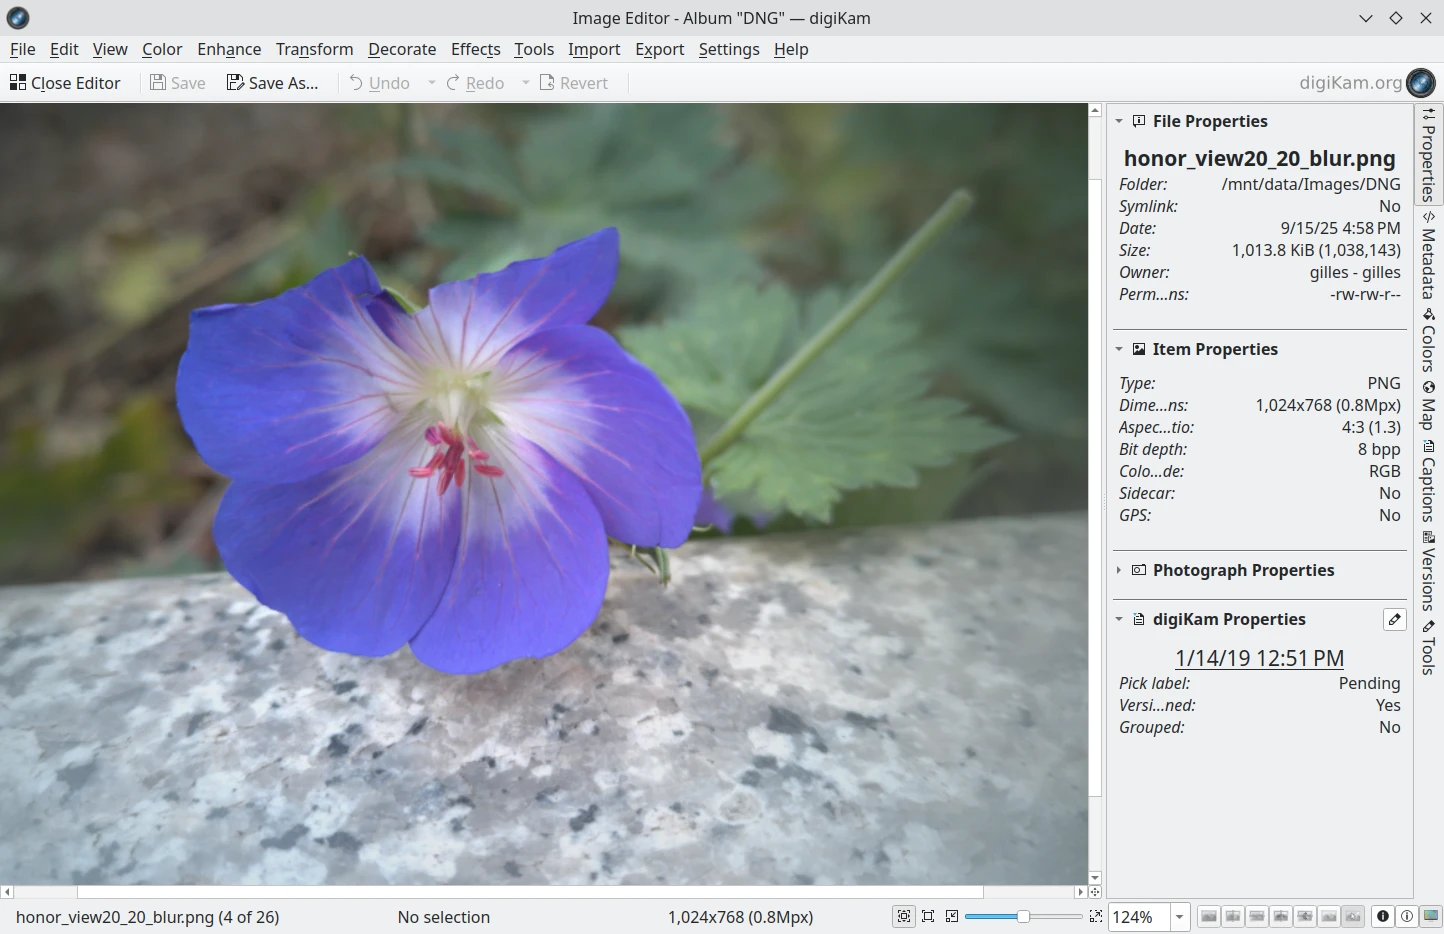 Image Editor - Album "DNG" — digiKam
File Edit View Color Enhance Transform Decorate Effects Tools Import Export Settings Help
Close Editor Save Save As... Undo Redo Revert digiKam.org
File Properties
honor_view20_20_blur.png
Folder: /mnt/data/Images/DNG
Symlink: No
Date: 9/15/25 4:58 PM
Size: 1,013.8 KiB (1,038,143)
Owner: gilles - gilles
Perm...ns: -rw-rw-r--
Item Properties
Type: PNG
Dime...ns: 1,024x768 (0.8Mpx)
Aspec...tio: 4:3 (1.3)
Bit depth: 8 bpp
Colo...de: RGB
Sidecar: No
GPS: No
Photograph Properties
digiKam Properties
1/14/19 12:51 PM
Pick label: Pending
Versi...ned: Yes
Grouped: No
Properties
Metadata
Colors
Map
Captions
Versions
Tools
honor_view20_20_blur.png (4 of 26) No selection 1,024x768 (0.8Mpx) 124%